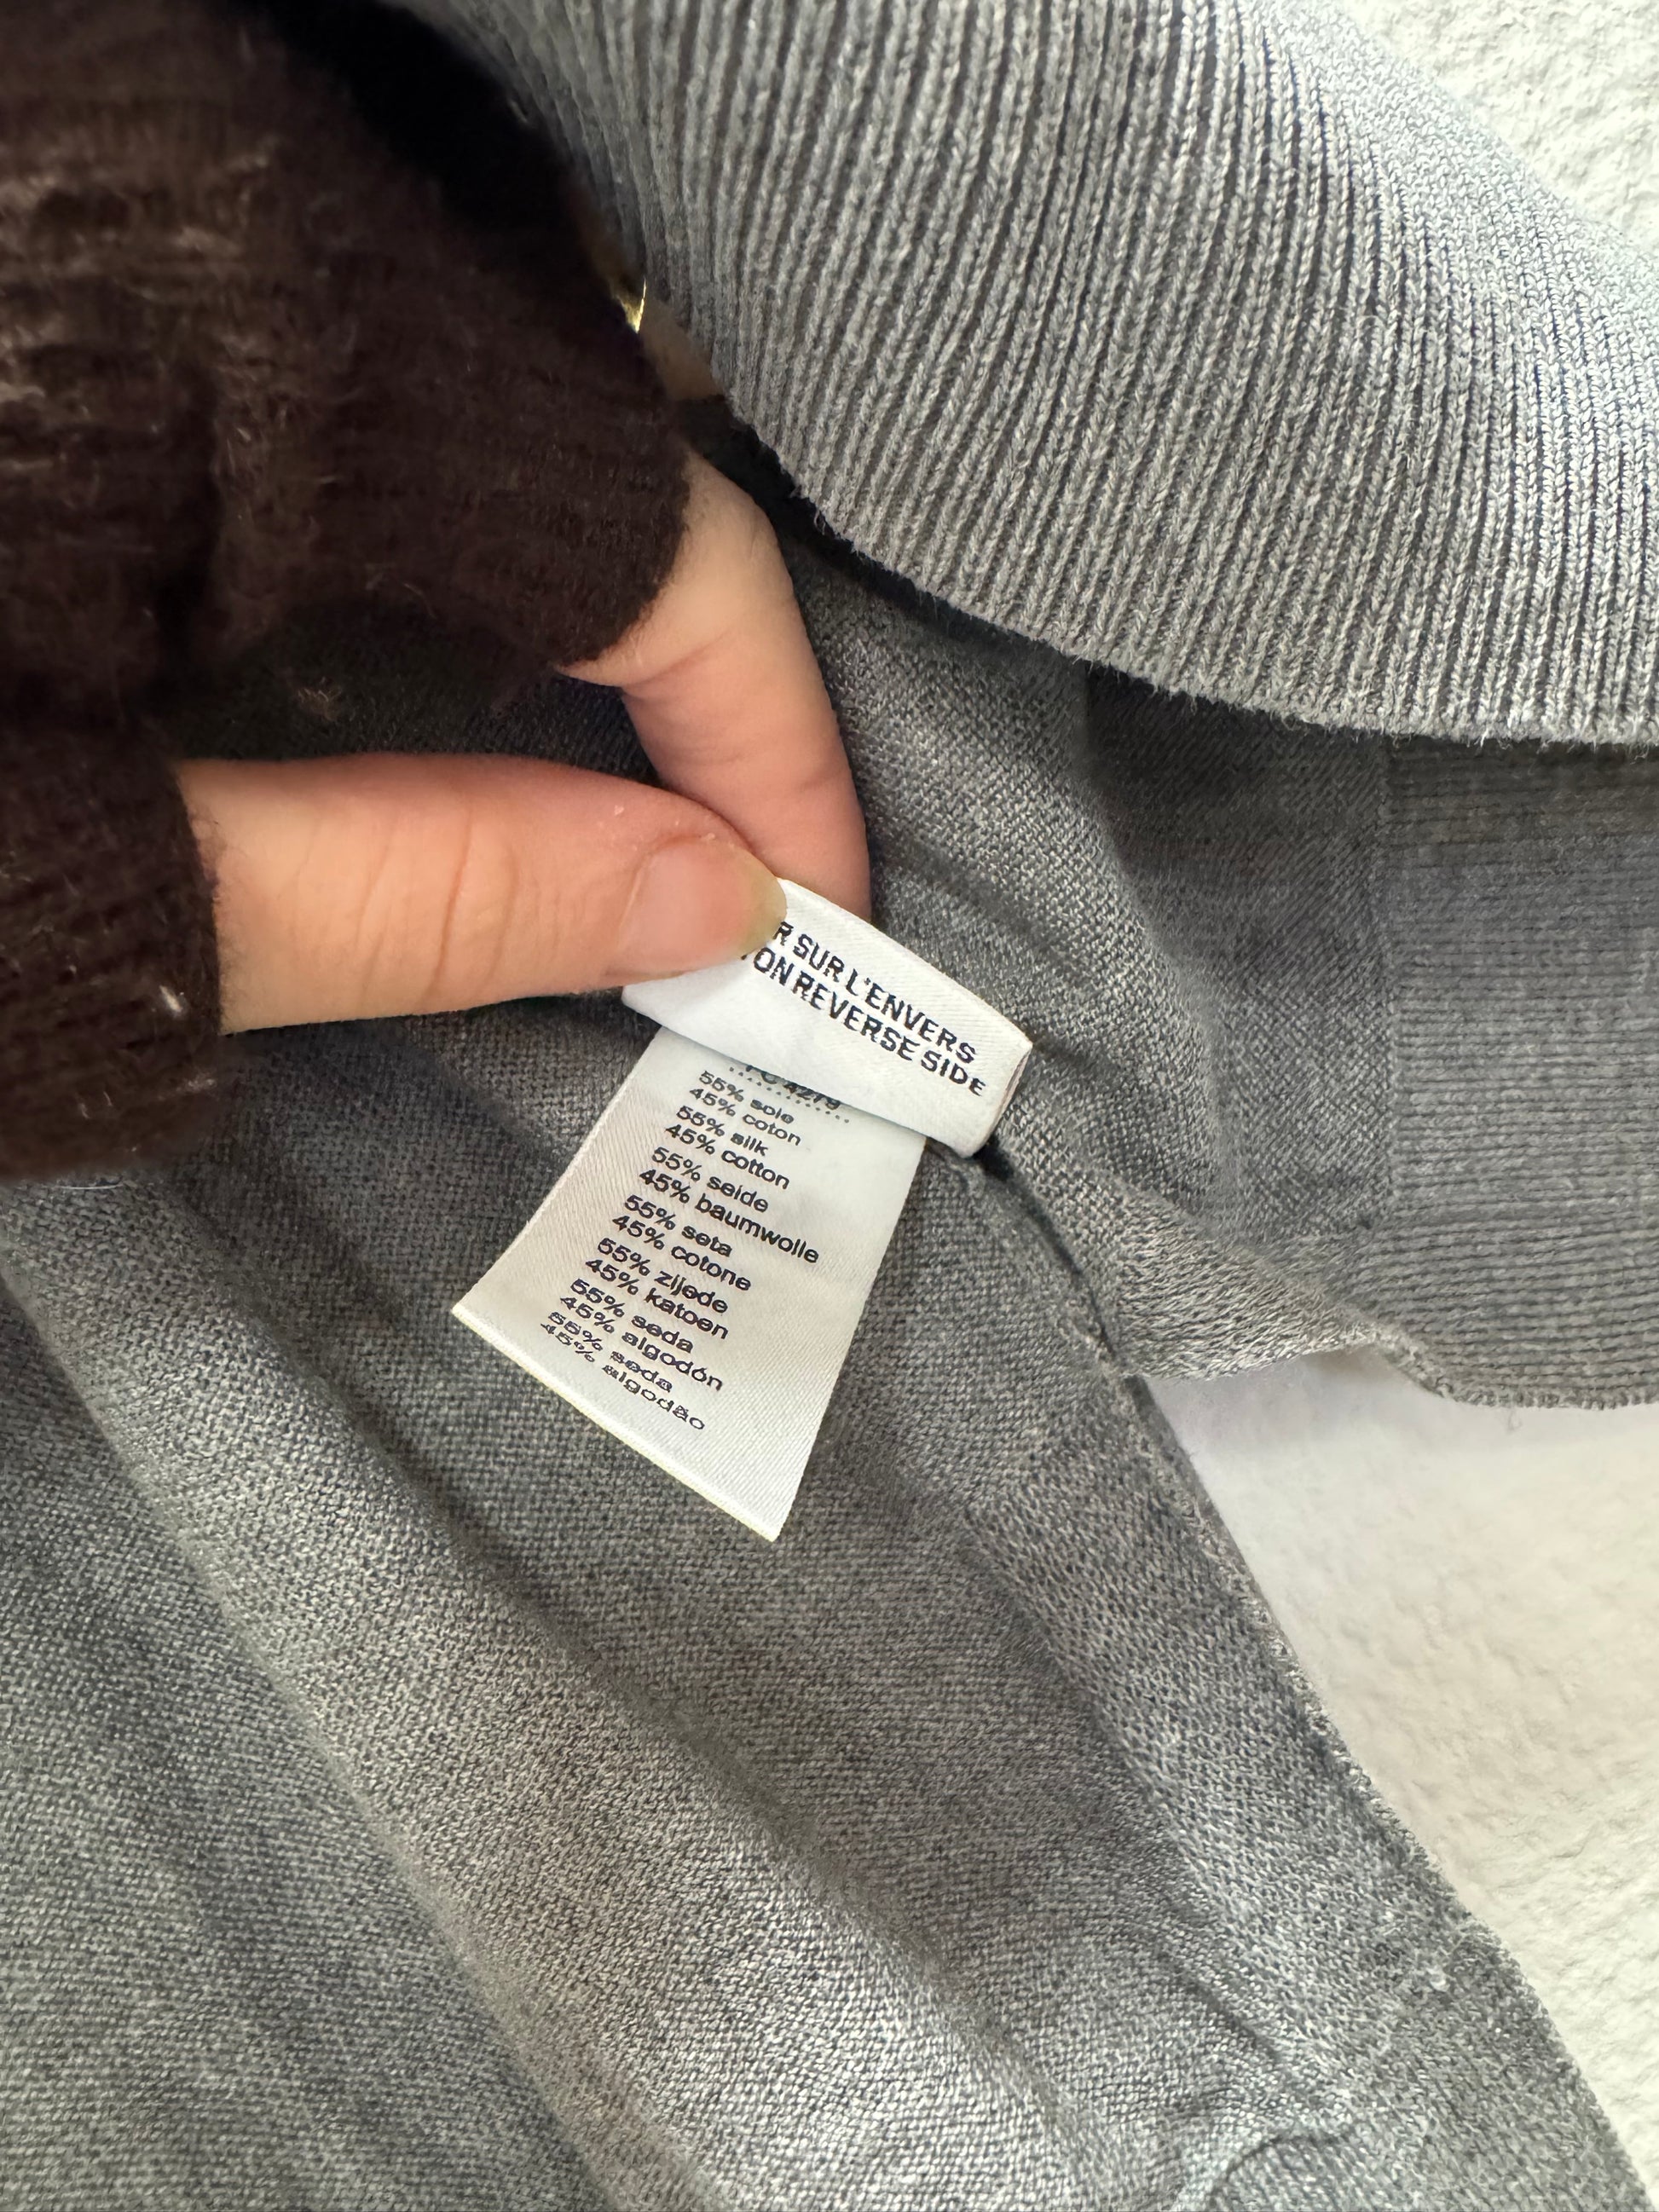 SUR L'ENVERS
ON REVERSE SIDE
55% soie
45% coton
55% silk
45% cotton
55% seide
45% baumwolle
55% seta
45% cotone
55% zijede
45% katoen
55% seda
45% algodón
55% seda
45% algodão